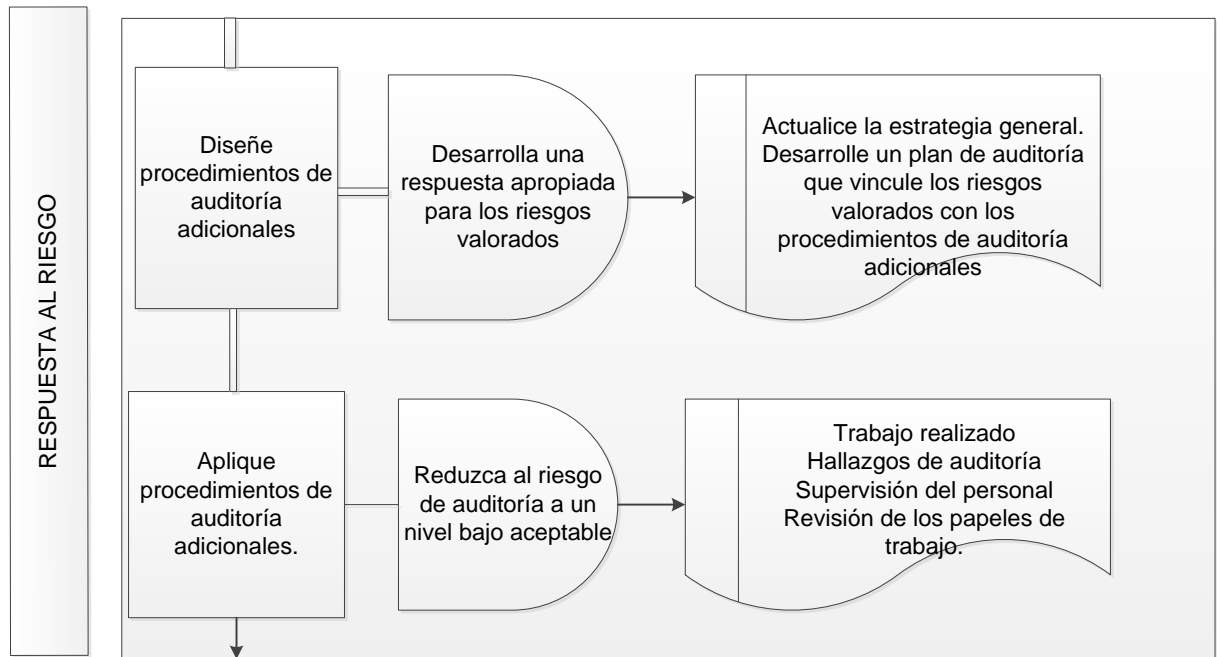 RESPUESTA AL RIESGO
Diseñe
procedimientos de
auditoría
adicionales
Desarrolla una
respuesta apropiada
para los riesgos
valorados
Actualice la estrategia general.
Desarrolle un plan de auditoría
que vincule los riesgos
valorados con los
procedimientos de auditoría
adicionales
Aplique
procedimientos de
auditoría
adicionales.
Reduzca al riesgo
de auditoría a un
nivel bajo aceptable
Trabajo realizado
Hallazgos de auditoría
Supervisión del personal
Revisión de los papeles de
trabajo.